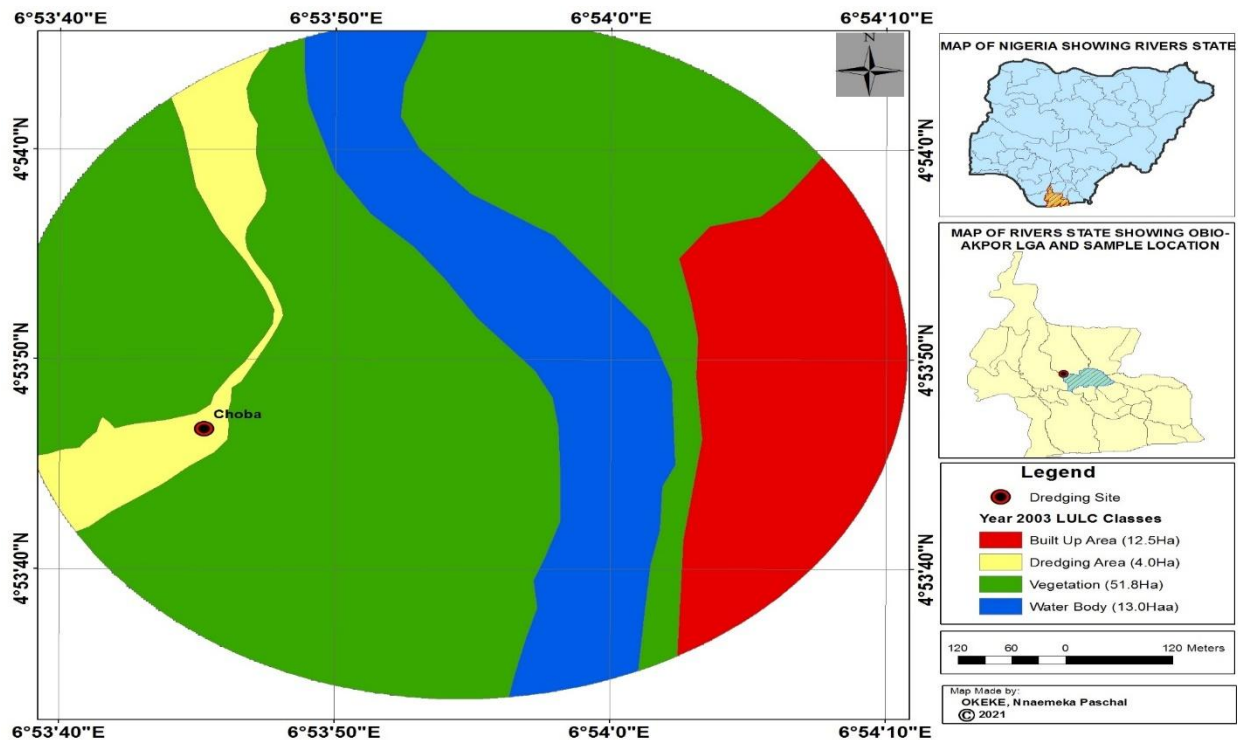 6°53'40"E
6°53'50"E
6°54'0"E
6°54'10"E
4°54'0"N
4°53'50"N
4°53'40"N
4°54'0"N
4°53'50"N
4°53'40"N
6°53'40"E
6°53'50"E
6°54'0"E
6°54'10"E
N
Choba
MAP OF NIGERIA SHOWING RIVERS STATE
MAP OF RIVERS STATE SHOWING OBIO-
AKPOR LGA AND SAMPLE LOCATION
Legend
Dredging Site
Year 2003 LULC Classes
Built Up Area (12.5Ha)
Dredging Area (4.0Ha)
Vegetation (51.8Ha)
Water Body (13.0Haa)
120 60 0 120 Meters
Map Made by:
OKEKE, Nnaemeka Paschal
© 2021